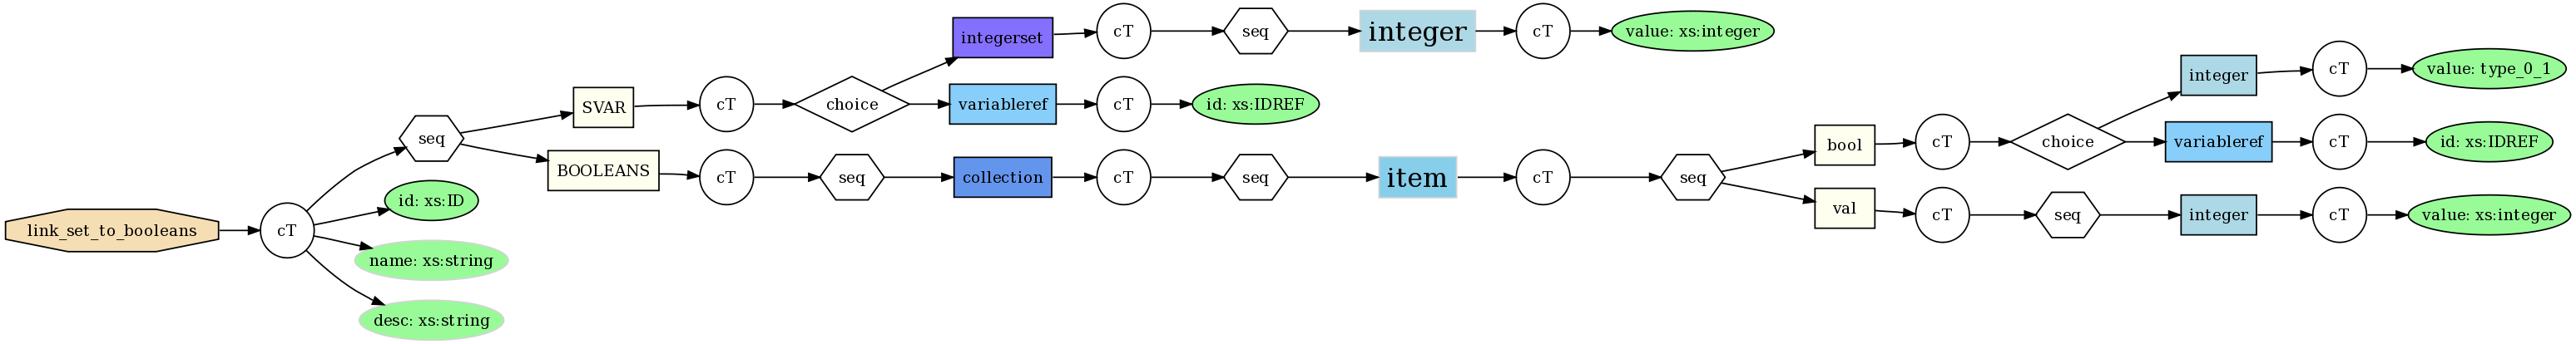 link_set_to_booleans
cT
seq
id: xs:ID
name: xs:string
desc: xs:string
SVAR
cT
choice
integerset
cT
seq
integer
cT
value: xs:integer
variableref
cT
id: xs:IDREF
BOOLEANS
cT
seq
collection
cT
seq
item
cT
seq
bool
cT
choice
integer
cT
value: type_0_1
variableref
cT
id: xs:IDREF
val
cT
seq
integer
cT
value: xs:integer